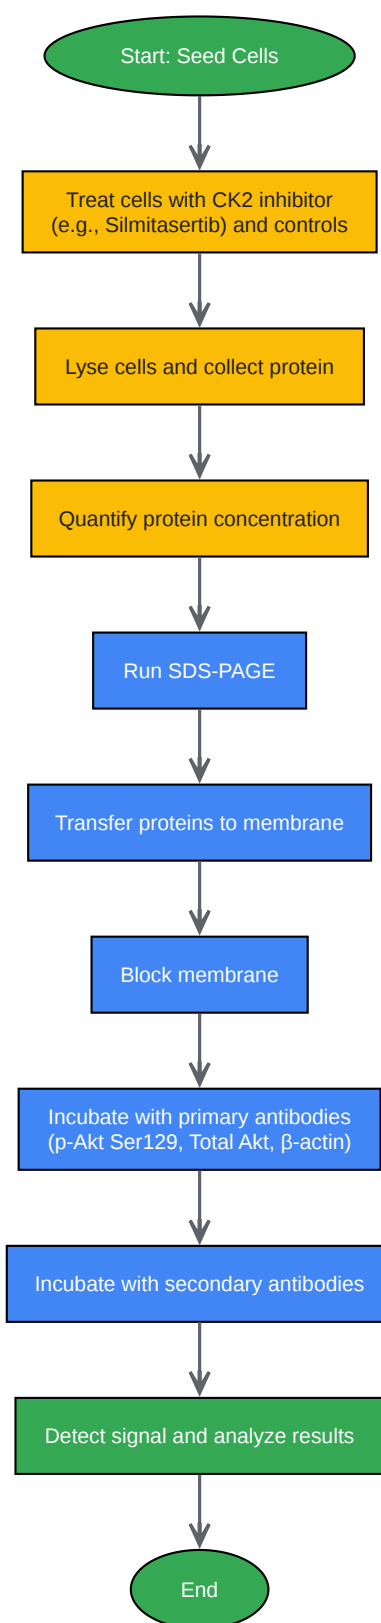 Start: Seed Cells
Treat cells with CK2 inhibitor
(e.g., Silmitasertib) and controls
Lyse cells and collect protein
Quantify protein concentration
Run SDS-PAGE
Transfer proteins to membrane
Block membrane
Incubate with primary antibodies
(p-Akt Ser129, Total Akt, β-actin)
Incubate with secondary antibodies
Detect signal and analyze results
End